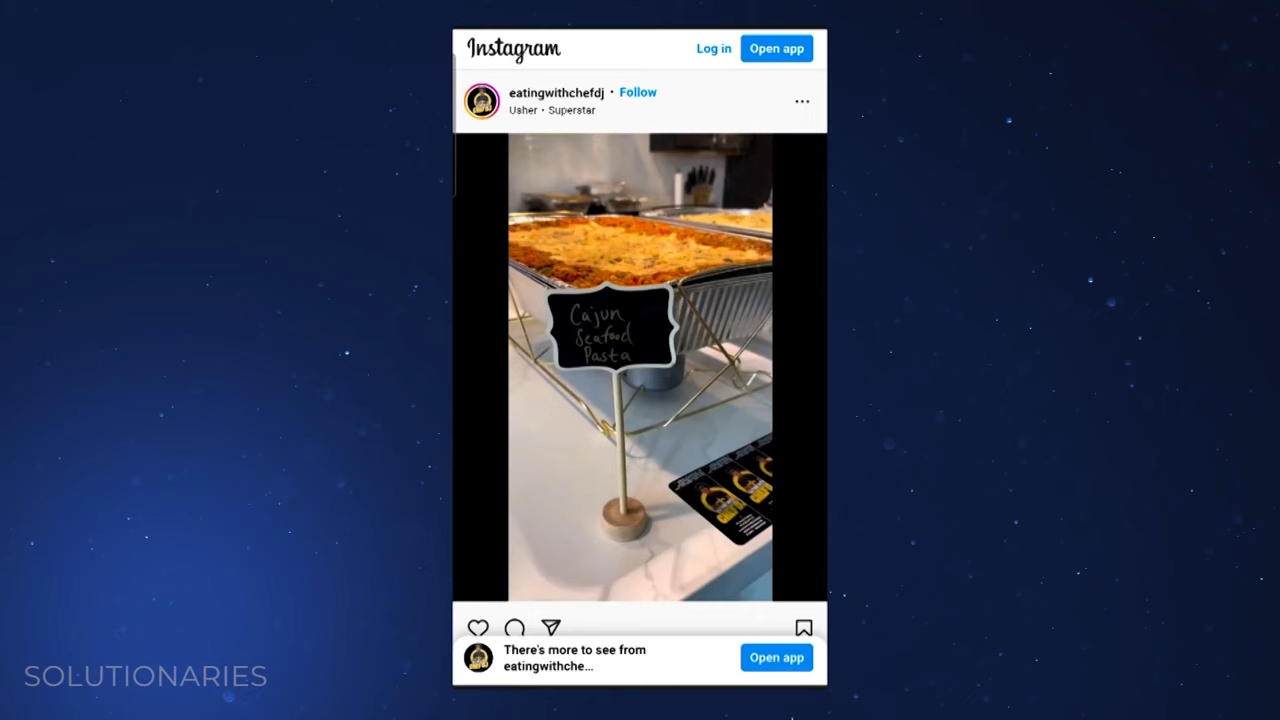 Instagram
Log in
Open app
eatingwithchefdj • Follow
Usher • Superstar
Cajun
Seafood
Pasta
There's more to see from
eatingwithche...
Open app
SOLUTIONARIES